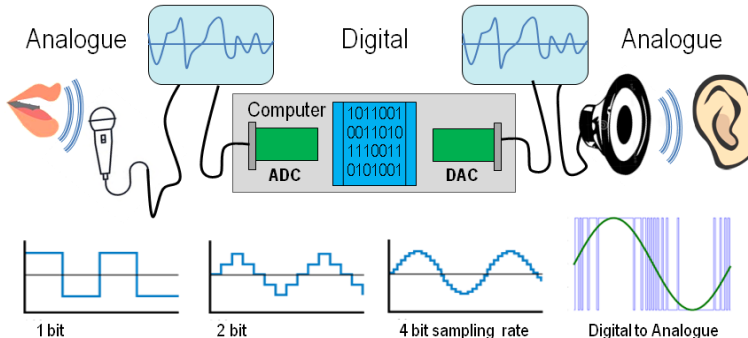 Analogue
Digital
Analogue
Computer
1011001
0011010
1110011
0101001
ADC
DAC
1 bit
2 bit
4 bit sampling rate
Digital to Analogue